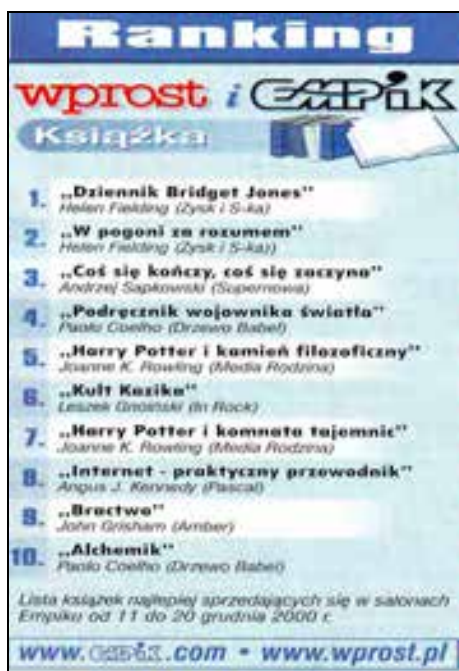 Ranking
wprost i EMPiK
Książka
1. „Dziennik Bridget Jones"
Helen Fielding (Zysk i S-ka)
2. „W pogoni za rozumem"
Helen Fielding (Zysk i S-ka)
3. „Coś się kończy, coś się zaczyna"
Andrzej Sapkowski (Supernowa)
4. „Podręcznik wojownika światła"
Paolo Coelho (Drzewo Babel)
5. „Harry Potter i kamień filozoficzny"
Joanne K. Rowling (Media Rodzina)
6. „Kult Kazika"
Leszek Gnoiński (In Rock)
7. „Harry Potter i komnata tajemnic"
Joanne K. Rowling (Media Rodzina)
8. „Internet - praktyczny przewodnik"
Angus J. Kennedy (Pascal)
9. „Bractwo"
John Grisham (Amber)
10. „Alchemik"
Paolo Coelho (Drzewo Babel)
Lista książek najlepiej sprzedających się w salonach
Empiku od 11 do 20 grudnia 2000 r.
www.EMPiK.com • www.wprost.pl